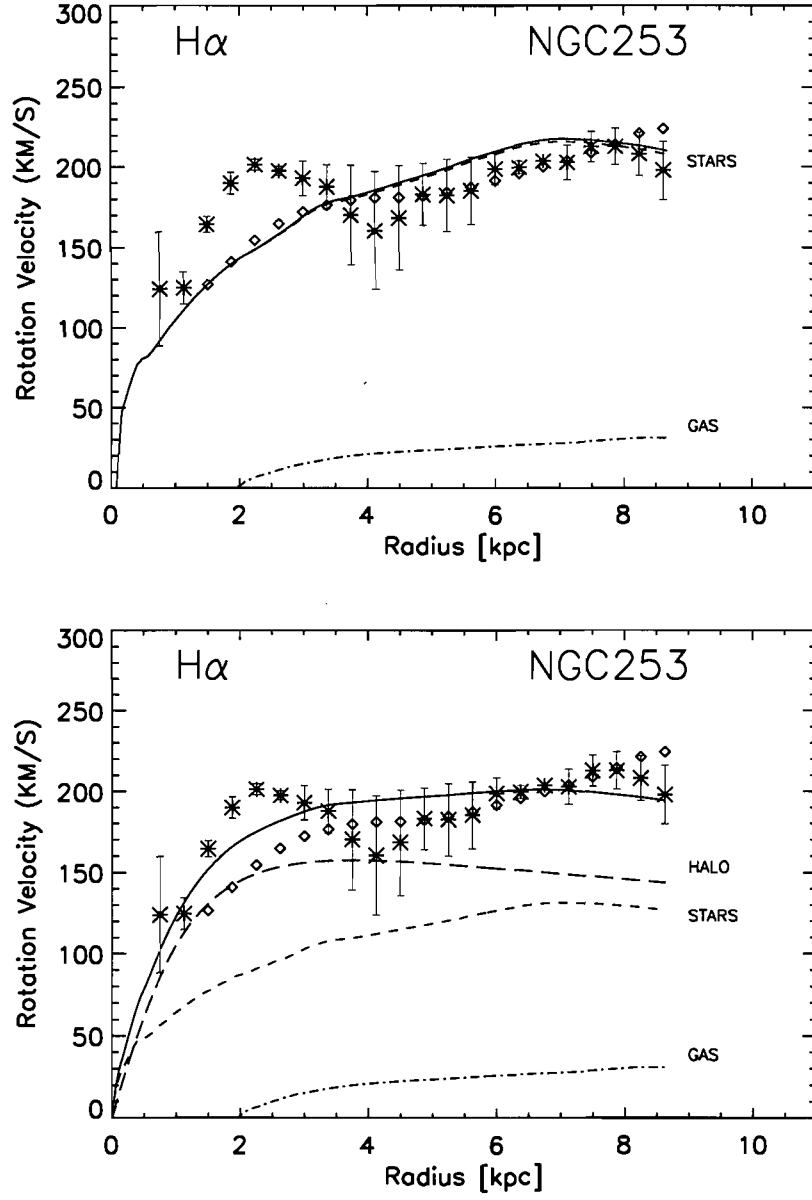 Hα NGC253
Rotation Velocity (KM/S)
300
250
200
150
100
50
0
STARS
GAS
0 2 4 6 8 10
Radius [kpc]
Hα NGC253
Rotation Velocity (KM/S)
300
250
200
150
100
50
0
HALO
STARS
GAS
0 2 4 6 8 10
Radius [kpc]